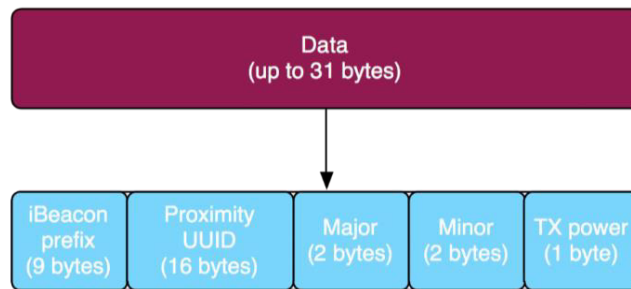 Data
(up to 31 bytes)
iBeacon
prefix
(9 bytes)
Proximity
UUID
(16 bytes)
Major
(2 bytes)
Minor
(2 bytes)
TX power
(1 byte)